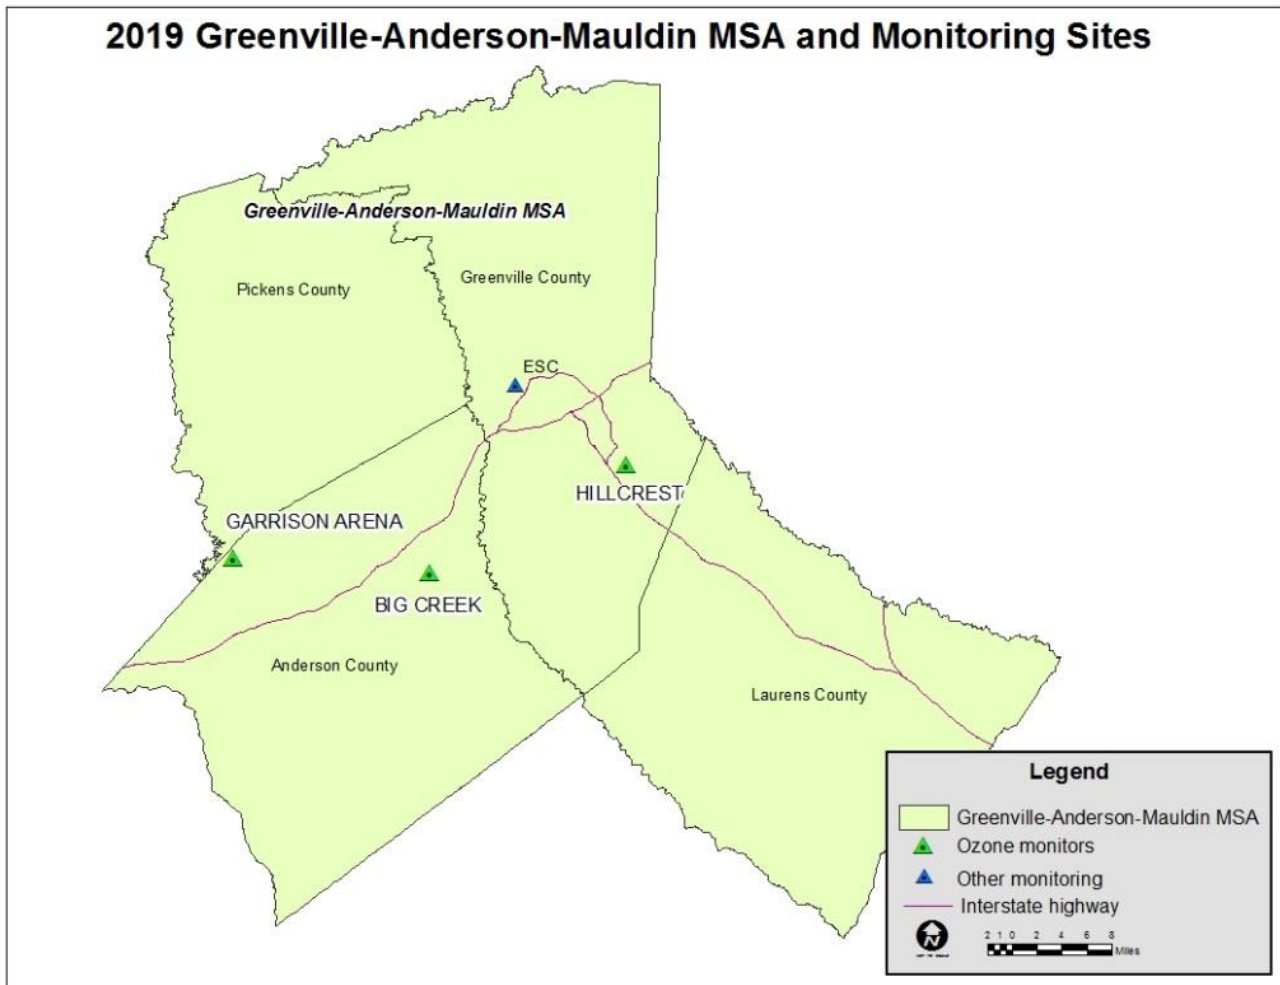 2019 Greenville-Anderson-Mauldin MSA and Monitoring Sites
Greenville-Anderson-Mauldin MSA
Greenville County
Pickens County
ESC
HILLCREST
GARRISON ARENA
BIG CREEK
Anderson County
Laurens County
Legend
Greenville-Anderson-Mauldin MSA
Ozone monitors
Other monitoring
Interstate highway
N
2 1 0 2 4 6 8
Miles